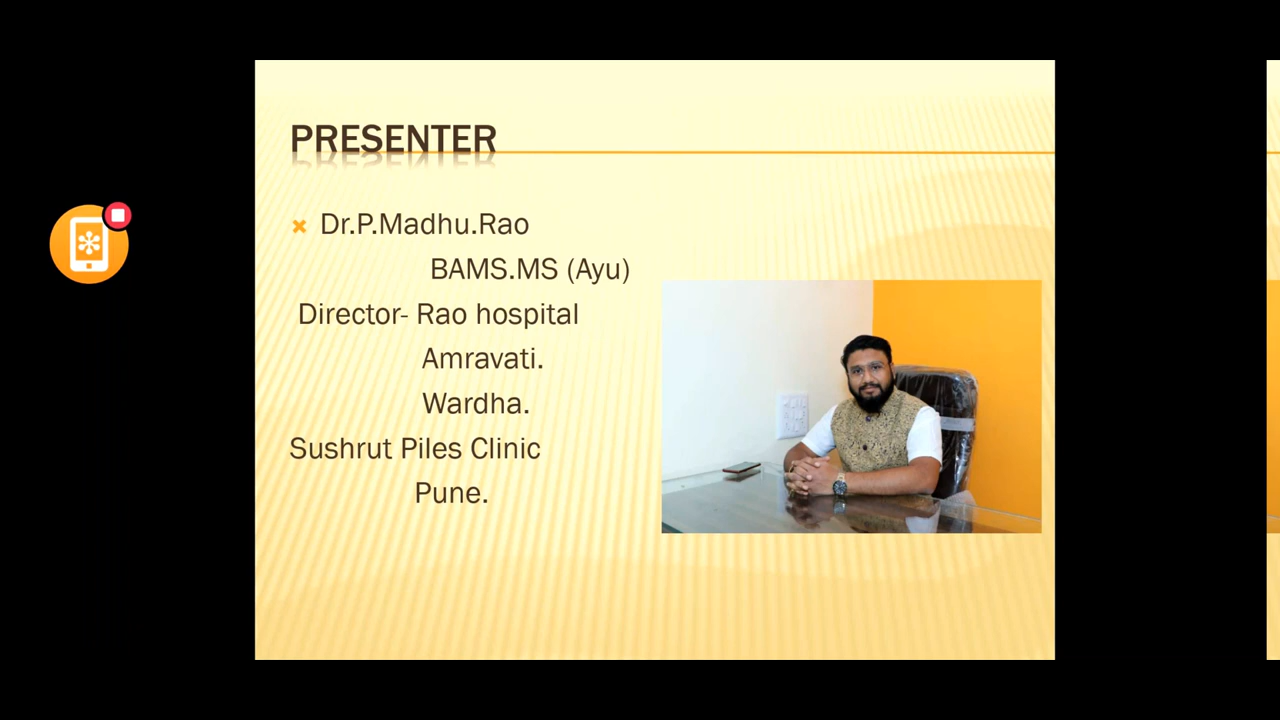 PRESENTER
Dr.P.Madhu.Rao
BAMS.MS (Ayu)
Director- Rao hospital
Amravati.
Wardha.
Sushrut Piles Clinic
Pune.